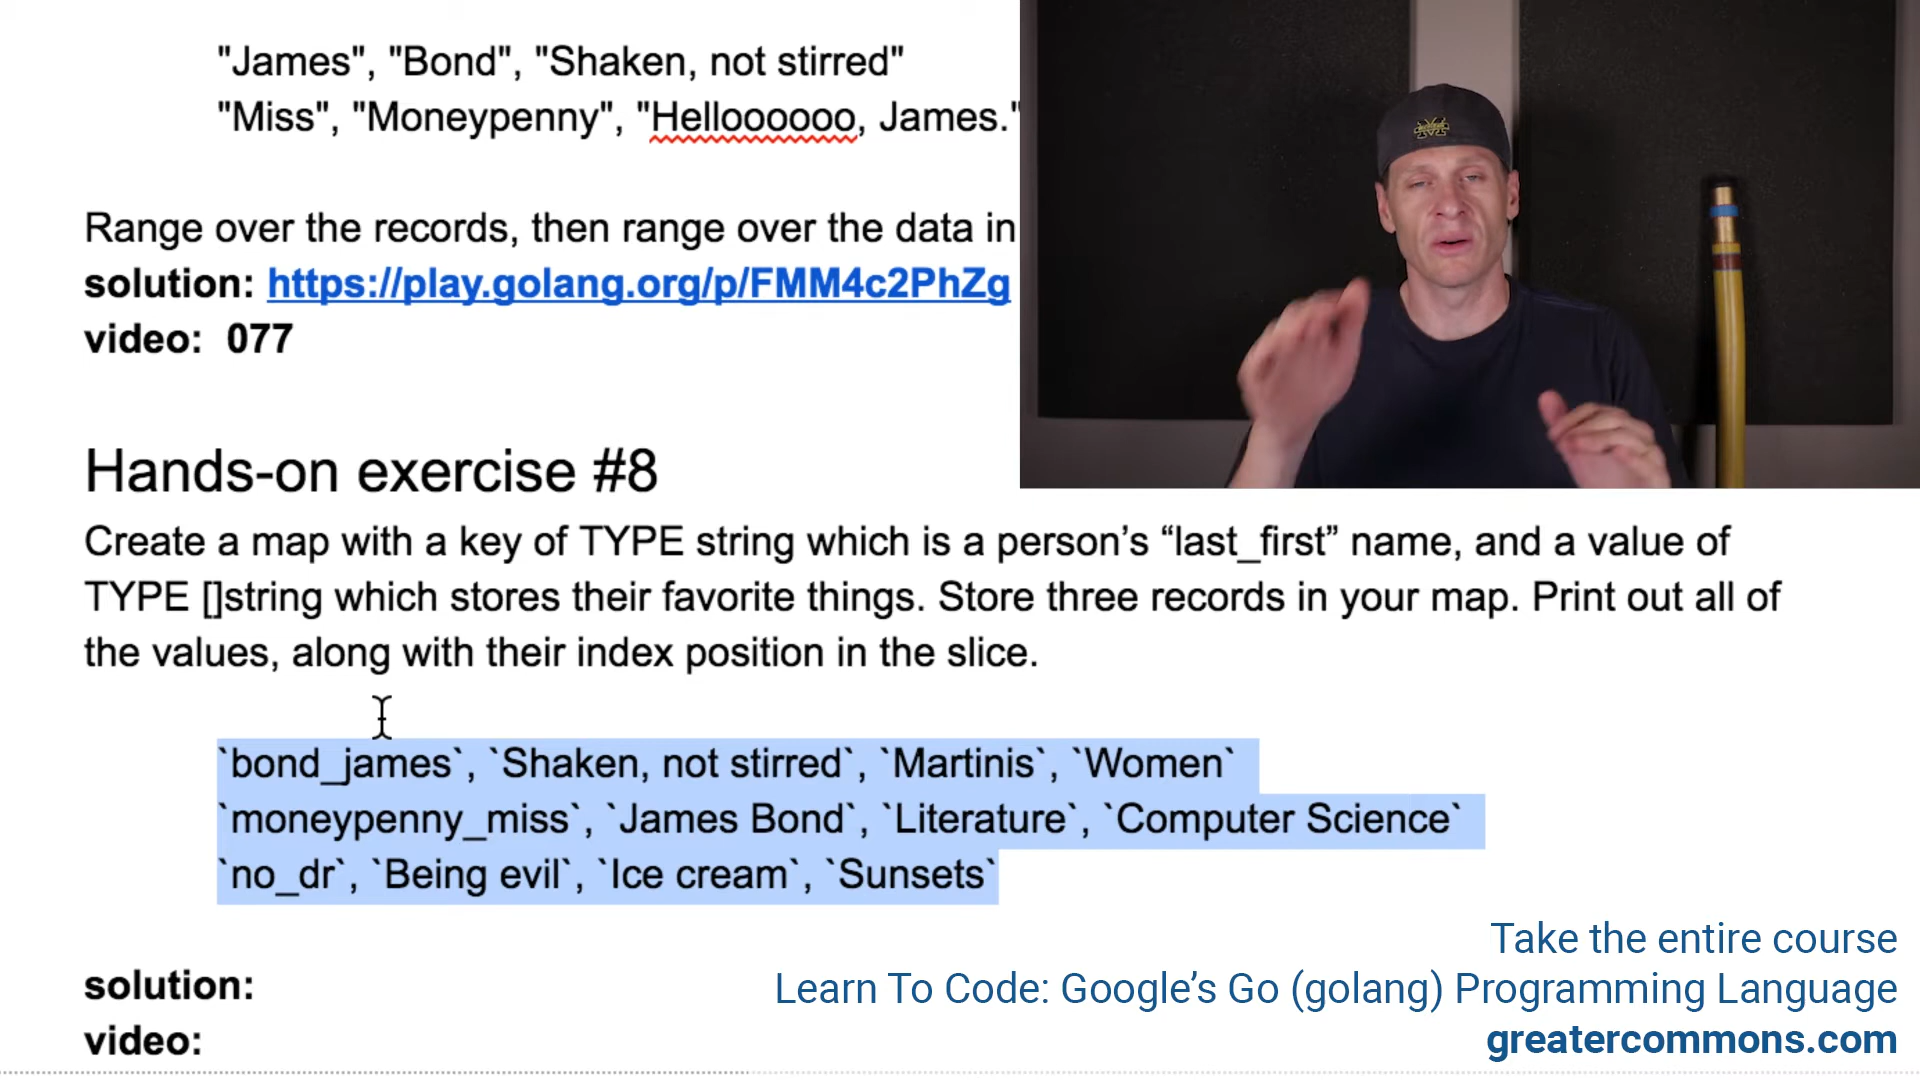 "James", "Bond", "Shaken, not stirred"
"Miss", "Moneypenny", "Helloooooo, James."
Range over the records, then range over the data in
solution: https://play.golang.org/p/FMM4c2PhZg
video: 077
Hands-on exercise #8
Create a map with a key of TYPE string which is a person’s “last_first” name, and a value of
TYPE []string which stores their favorite things. Store three records in your map. Print out all of
the values, along with their index position in the slice.
`bond_james`, `Shaken, not stirred`, `Martinis`, `Women`
`moneypenny_miss`, `James Bond`, `Literature`, `Computer Science`
`no_dr`, `Being evil`, `Ice cream`, `Sunsets`
solution:
video:
Take the entire course
Learn To Code: Google’s Go (golang) Programming Language
greatercommons.com